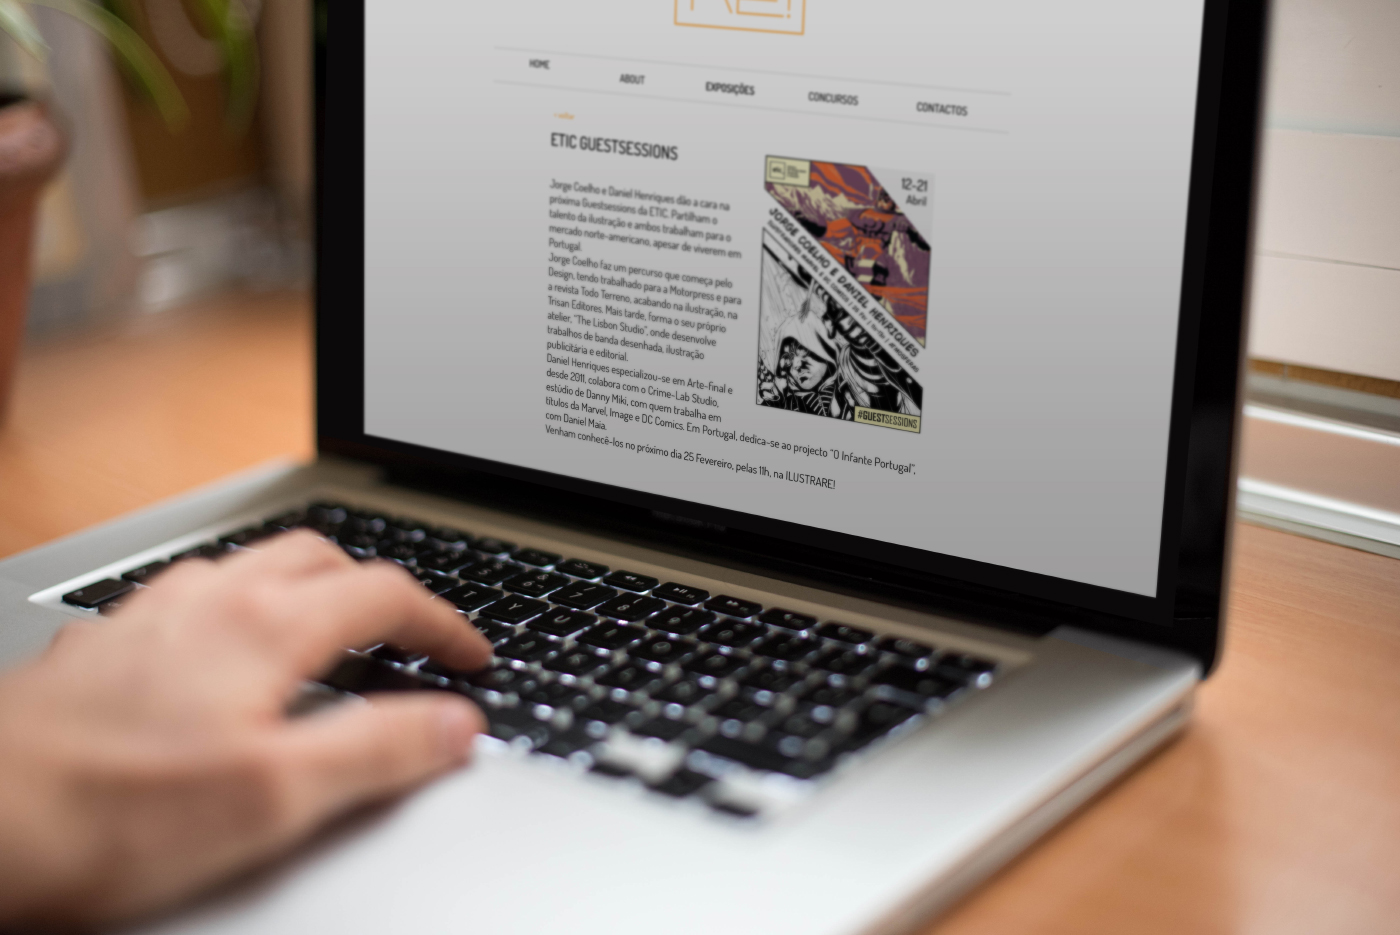 RE!
HOME
ABOUT
EXPOSIÇÕES
CONCURSOS
CONTACTOS
ETIC GUESTSESSIONS
Jorge Coelho e Daniel Henriques dão a cara na
próxima Guestsessions da ETIC. Partilham o
talento da ilustração e ambos trabalham para o
mercado norte-americano, apesar de viverem em
Portugal.
Jorge Coelho faz um percurso que começa pelo
Design, tendo trabalhado para a Motorpress e para
a revista Todo Terreno, acabando na ilustração, na
Trisan Editores. Mais tarde, forma o seu próprio
atelier, "The Lisbon Studio", onde desenvolve
trabalhos de banda desenhada, ilustração
publicitária e editorial.
Daniel Henriques especializou-se em Arte-final e
desde 2011, colabora com o Crime-Lab Studio,
estúdio de Danny Miki, com quem trabalha em
títulos da Marvel, Image e DC Comics. Em Portugal, dedica-se ao projecto "O Infante Portugal",
com Daniel Maia.
Venham conhecê-los no próximo dia 25 Fevereiro, pelas 11h, na ILUSTRARE!
12-21
Abril
JORGE COELHO E DANIEL HENRIQUES
#GUESTSESSIONS
T
Y
U
I
O
6
7
8
9